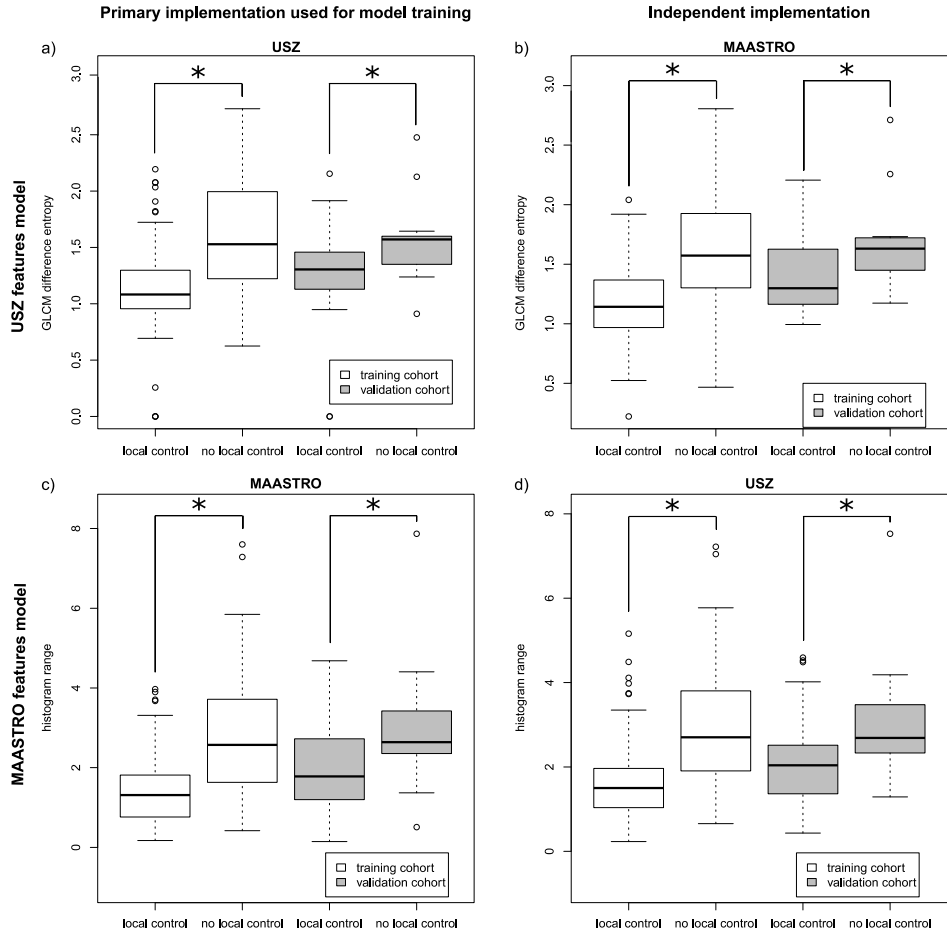 Primary implementation used for model training
Independent implementation
a)
USZ
b)
MAASTRO
USZ features model
GLCM difference entropy
0.0
0.5
1.0
1.5
2.0
2.5
3.0
*
*
training cohort
validation cohort
local control
no local control
local control
no local control
GLCM difference entropy
0.5
1.0
1.5
2.0
2.5
3.0
*
*
training cohort
validation cohort
local control
no local control
local control
no local control
c)
MAASTRO
d)
USZ
MAASTRO features model
histogram range
0
2
4
6
8
*
*
training cohort
validation cohort
local control
no local control
local control
no local control
histogram range
0
2
4
6
8
*
*
training cohort
validation cohort
local control
no local control
local control
no local control